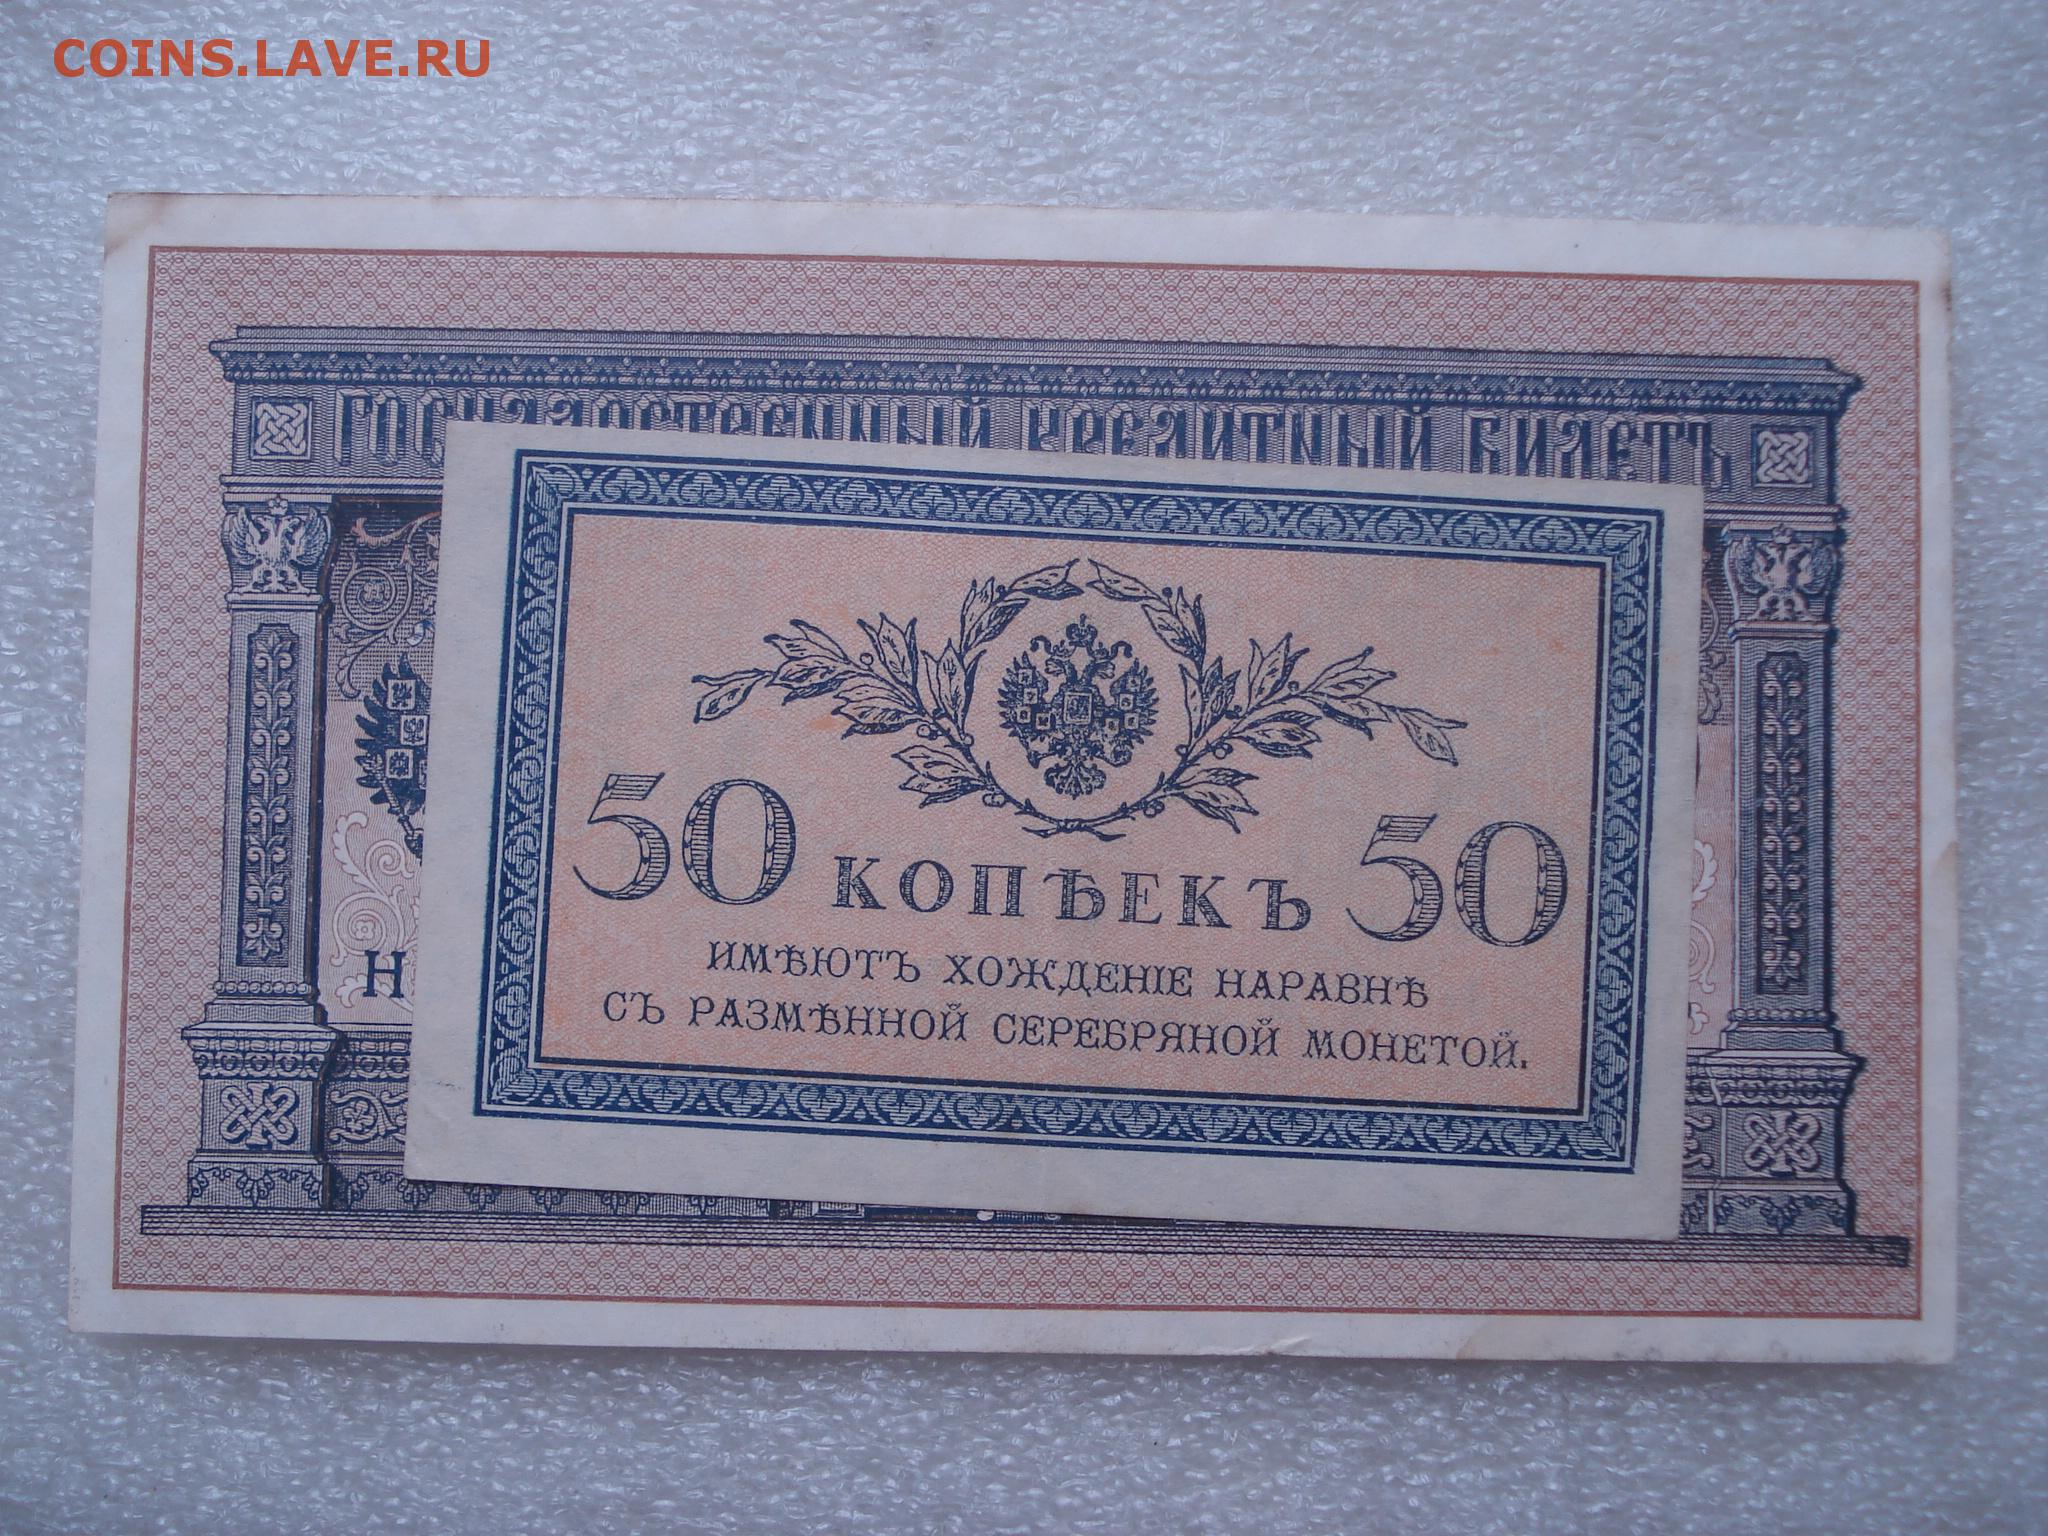 COINS.LAVE.RU
ГОСУДАРСТВЕННЫЙ КРЕДИТНЫЙ БИЛЕТЪ
50 КОПѢЕКЪ 50
ИМѢЮТЪ ХОЖДЕНІЕ НАРАВНѢ
СЪ РАЗМѢННОЙ СЕРЕБРЯНОЙ МОНЕТОЙ.
Н